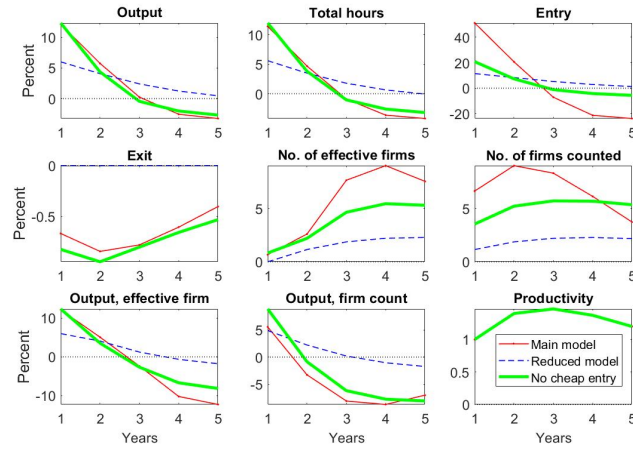 Output
Total hours
Entry
Percent
10
5
0
1 2 3 4 5
10
5
0
1 2 3 4 5
40
20
0
-20
1 2 3 4 5
Exit
No. of effective firms
No. of firms counted
Percent
0
-0.5
1 2 3 4 5
5
0
1 2 3 4 5
5
0
1 2 3 4 5
Output, effective firm
Output, firm count
Productivity
Percent
10
0
-10
1 2 3 4 5
Years
5
0
-5
1 2 3 4 5
Years
1
0.5
0
1 2 3 4 5
Years
Main model
Reduced model
No cheap entry